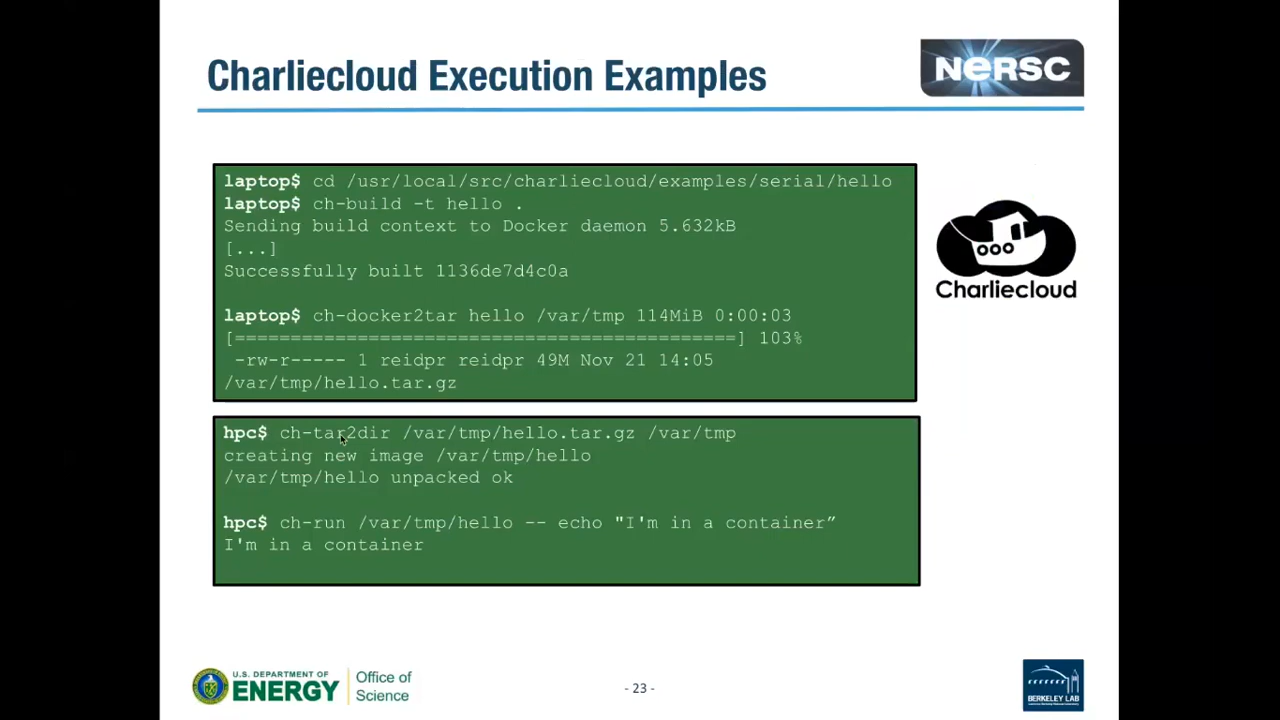 Charliecloud Execution Examples
NERSC
laptop$ cd /usr/local/src/charliecloud/examples/serial/hello
laptop$ ch-build -t hello .
Sending build context to Docker daemon 5.632kB
[...]
Successfully built 1136de7d4c0a
laptop$ ch-docker2tar hello /var/tmp 114MiB 0:00:03
[=============================================] 103%
-rw-r----- 1 reidpr reidpr 49M Nov 21 14:05
/var/tmp/hello.tar.gz
Charliecloud
hpc$ ch-tar2dir /var/tmp/hello.tar.gz /var/tmp
creating new image /var/tmp/hello
/var/tmp/hello unpacked ok
hpc$ ch-run /var/tmp/hello -- echo "I'm in a container”
I'm in a container
U.S. DEPARTMENT OF
ENERGY
Office of
Science
- 23 -
BERKELEY LAB